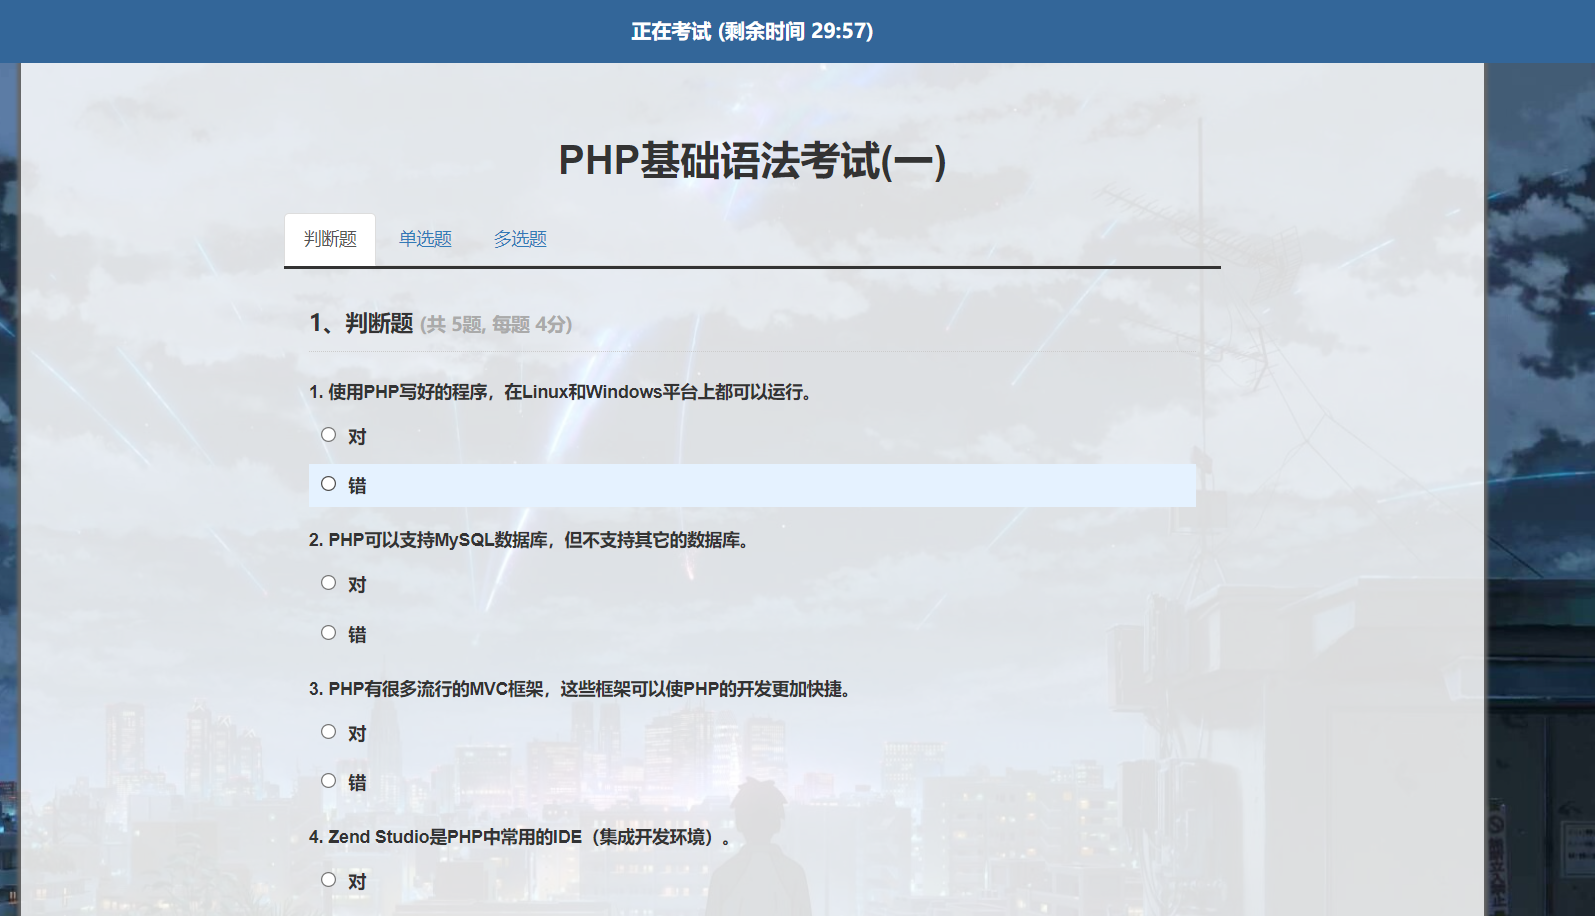 正在考试 (剩余时间 29:57)
PHP基础语法考试(一)
判断题 单选题 多选题
1、判断题 (共 5题, 每题 4分)
1. 使用PHP写好的程序，在Linux和Windows平台上都可以运行。
对
错
2. PHP可以支持MySQL数据库，但不支持其它的数据库。
对
错
3. PHP有很多流行的MVC框架，这些框架可以使PHP的开发更加快捷。
对
错
4. Zend Studio是PHP中常用的IDE（集成开发环境）。
对